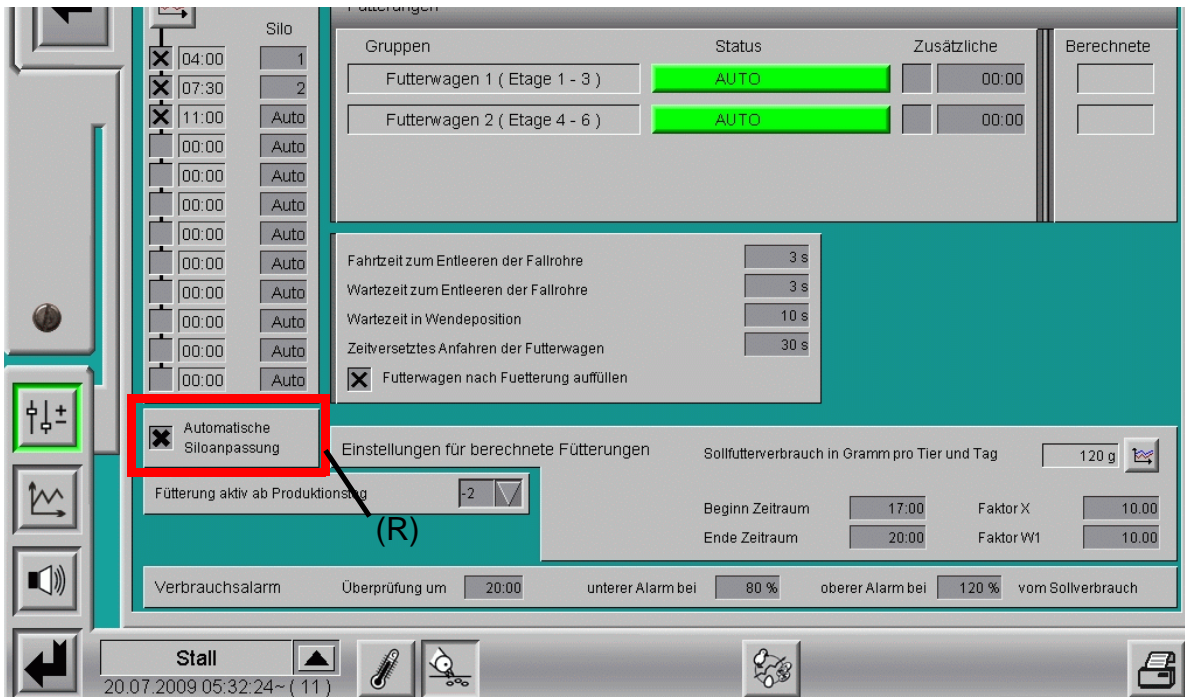 Fütterungen
Silo
04:00 1
07:30 2
11:00 Auto
00:00 Auto
00:00 Auto
00:00 Auto
00:00 Auto
00:00 Auto
00:00 Auto
00:00 Auto
00:00 Auto
00:00 Auto
Gruppen Status Zusätzliche Berechnete
Futterwagen 1 ( Etage 1 - 3 ) AUTO 00:00
Futterwagen 2 ( Etage 4 - 6 ) AUTO 00:00
Fahrtzeit zum Entleeren der Fallrohre 3 s
Wartezeit zum Entleeren der Fallrohre 3 s
Wartezeit in Wendeposition 10 s
Zeitversetztes Anfahren der Futterwagen 30 s
Futterwagen nach Fuetterung auffüllen
Automatische
Siloanpassung
(R)
Einstellungen für berechnete Fütterungen
Sollfutterverbrauch in Gramm pro Tier und Tag 120 g
Fütterung aktiv ab Produktionstag -2
Beginn Zeitraum 17:00 Faktor X 10.00
Ende Zeitraum 20:00 Faktor W1 10.00
Verbrauchsalarm Überprüfung um 20:00 unterer Alarm bei 80 % oberer Alarm bei 120 % vom Sollverbrauch
Stall
20.07.2009 05:32:24~ ( 11 )